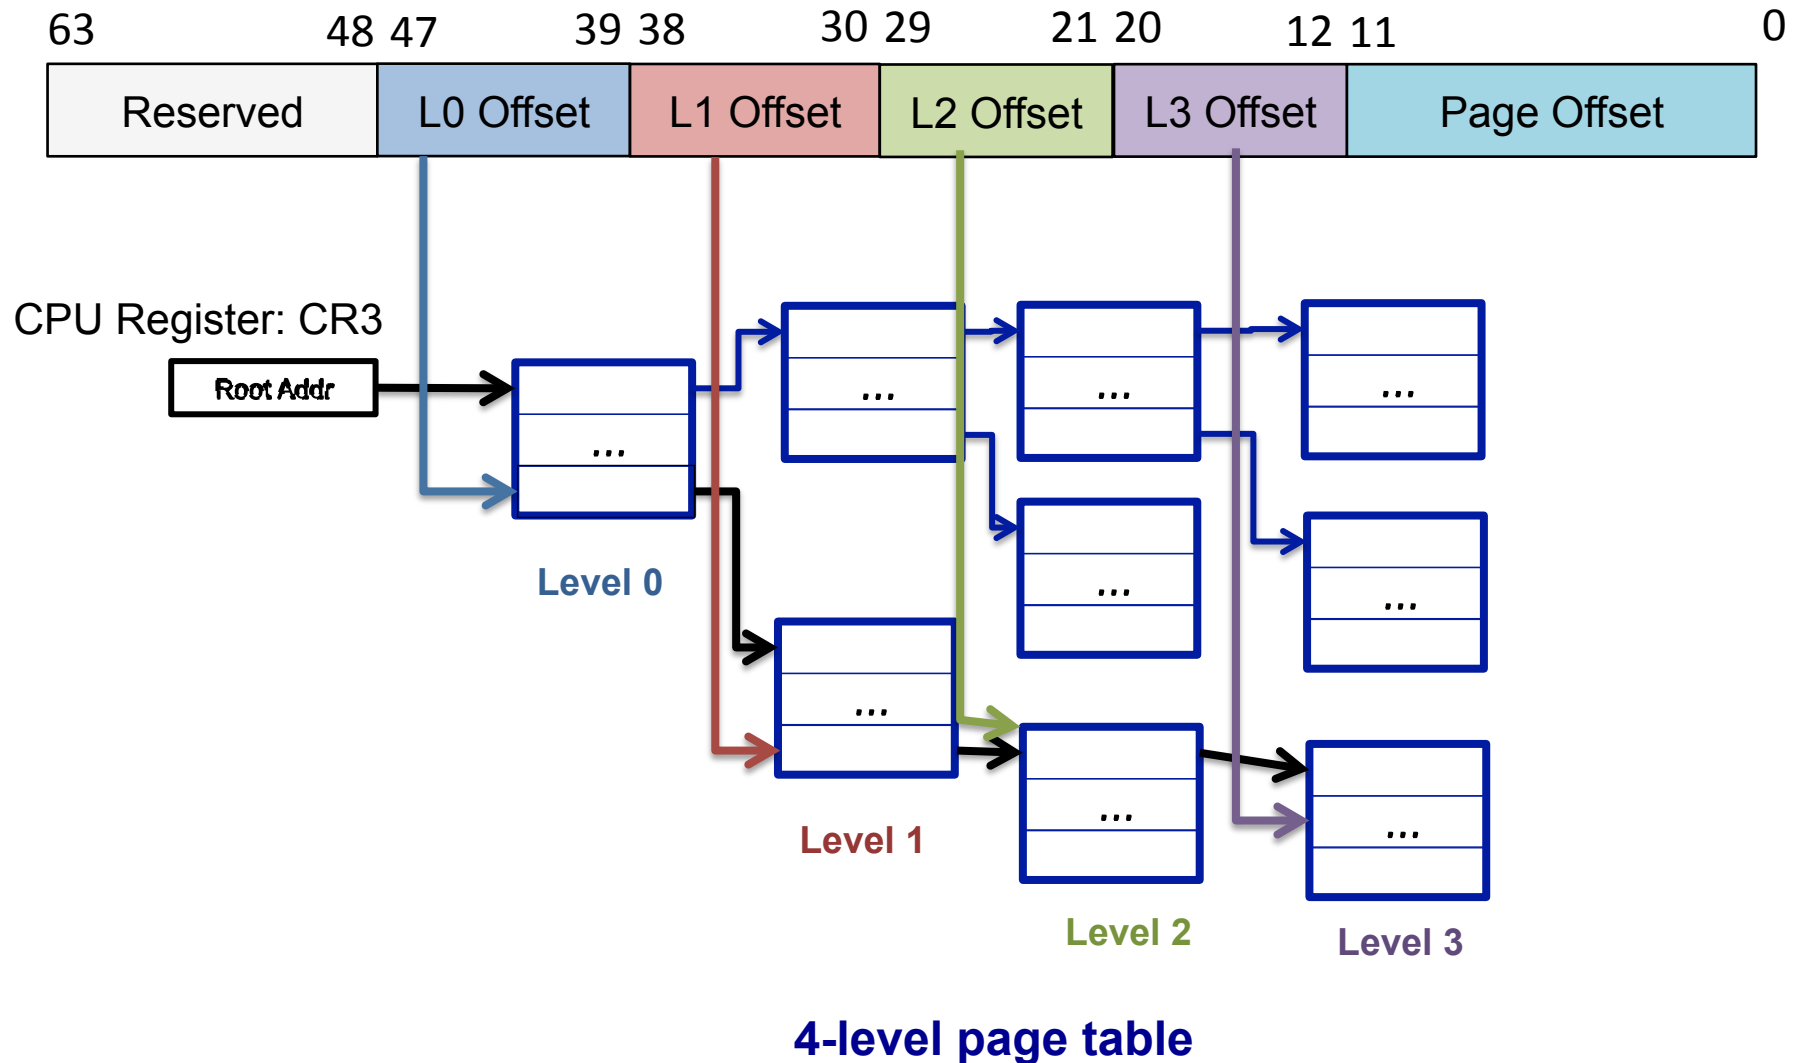 63 48 47 39 38 30 29 21 20 12 11 0
Reserved L0 Offset L1 Offset L2 Offset L3 Offset Page Offset
CPU Register: CR3
Root Addr
...
...
...
...
...
...
...
...
...
Level 0
Level 1
Level 2
Level 3
4-level page table